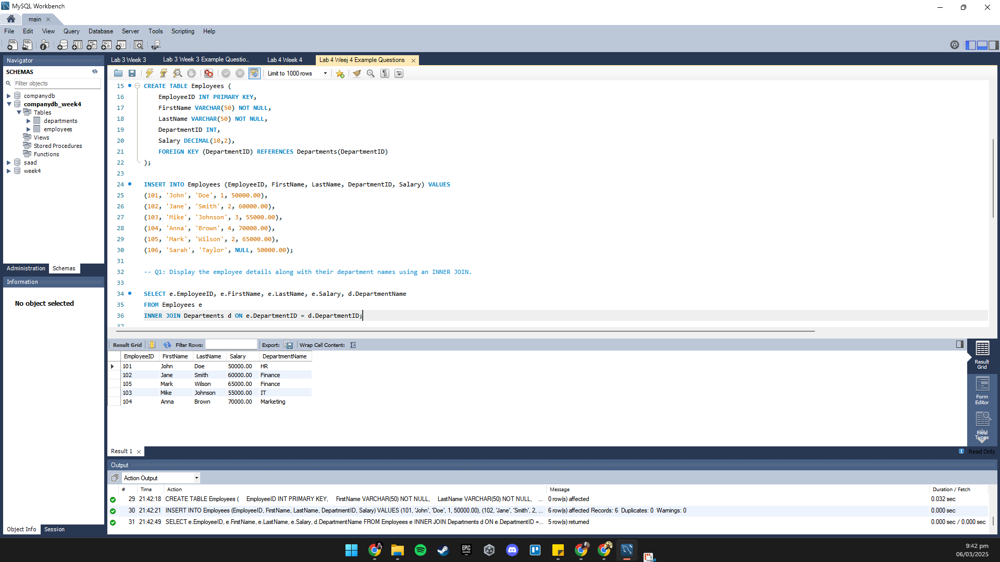 MySQL Workbench
main
File Edit View Query Database Server Tools Scripting Help
Navigator
SCHEMAS
Filter objects
companydb
companydb_week4
Tables
departments
employees
Views
Stored Procedures
Functions
saad
week4
Administration Schemas
Information
No object selected
Object Info Session
Lab 3 Week 3 Lab 3 Week 3 Example Questio... Lab 4 Week 4 Lab 4 Weej 4 Example Questions
Limit to 1000 rows
15 CREATE TABLE Employees (
16 EmployeeID INT PRIMARY KEY,
17 FirstName VARCHAR(50) NOT NULL,
18 LastName VARCHAR(50) NOT NULL,
19 DepartmentID INT,
20 Salary DECIMAL(10,2),
21 FOREIGN KEY (DepartmentID) REFERENCES Departments(DepartmentID)
22 );
23
24 INSERT INTO Employees (EmployeeID, FirstName, LastName, DepartmentID, Salary) VALUES
25 (101, 'John', 'Doe', 1, 50000.00),
26 (102, 'Jane', 'Smith', 2, 60000.00),
27 (103, 'Mike', 'Johnson', 3, 55000.00),
28 (104, 'Anna', 'Brown', 4, 70000.00),
29 (105, 'Mark', 'Wilson', 2, 65000.00),
30 (106, 'Sarah', 'Taylor', NULL, 50000.00);
31
32 -- Q1: Display the employee details along with their department names using an INNER JOIN.
33
34 SELECT e.EmployeeID, e.FirstName, e.LastName, e.Salary, d.DepartmentName
35 FROM Employees e
36 INNER JOIN Departments d ON e.DepartmentID = d.DepartmentID;
37
Result Grid Filter Rows: Export: Wrap Cell Content:
EmployeeID FirstName LastName Salary DepartmentName
101 John Doe 50000.00 HR
102 Jane Smith 60000.00 Finance
105 Mark Wilson 65000.00 Finance
103 Mike Johnson 55000.00 IT
104 Anna Brown 70000.00 Marketing
Result
Grid
Form
Editor
Field
Types
Result 1
Read Only
Output
Action Output
# Time Action Message Duration / Fetch
29 21:42:18 CREATE TABLE Employees ( EmployeeID INT PRIMARY KEY, FirstName VARCHAR(50) NOT NULL, LastName VARCHAR(50) NOT NULL, ... 0 row(s) affected 0.032 sec
30 21:42:21 INSERT INTO Employees (EmployeeID, FirstName, LastName, DepartmentID, Salary) VALUES (101, 'John', 'Doe', 1, 50000.00), (102, 'Jane', 'Smith', 2, ... 6 row(s) affected Records: 6 Duplicates: 0 Warnings: 0 0.000 sec
31 21:42:49 SELECT e.EmployeeID, e.FirstName, e.LastName, e.Salary, d.DepartmentName FROM Employees e INNER JOIN Departments d ON e.DepartmentID =... 5 row(s) returned 0.000 sec / 0.000 sec
EPIC
GAMES
9:42 pm
06/03/2025